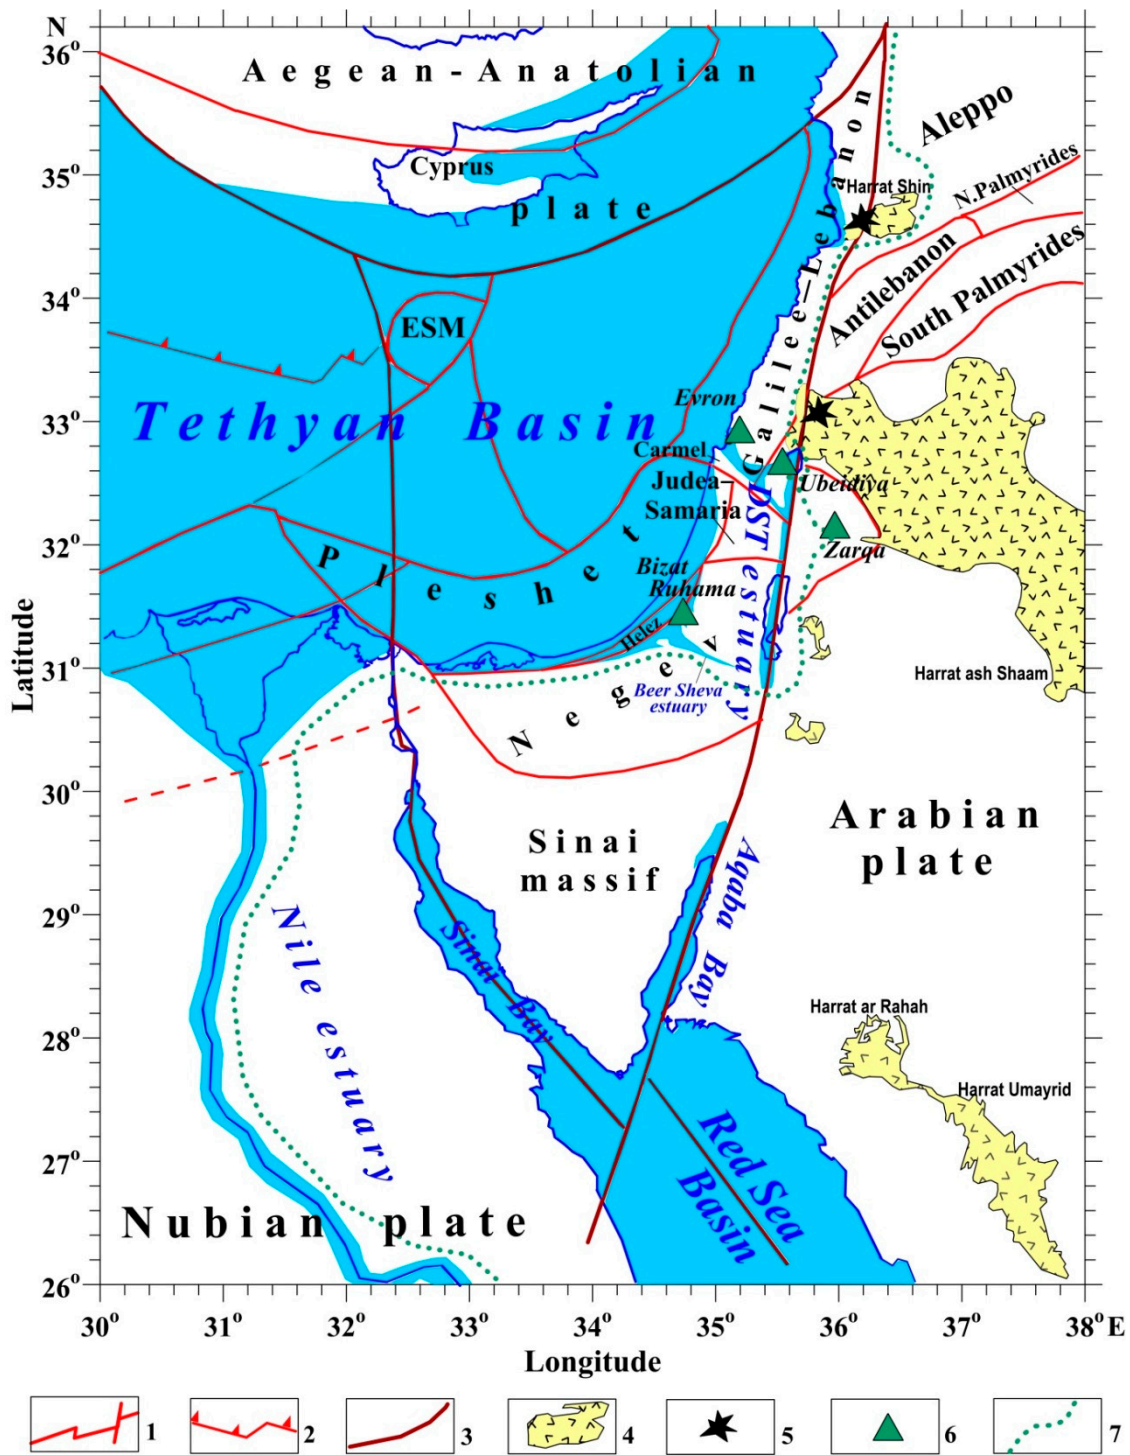 N
36°
35°
34°
33°
32°
31°
30°
29°
28°
27°
26°
Latitude
Aegean-Anatolian
plate
Cyprus
Aleppo
Harrat Shin
N.Palmyrides
Galilee—Lebanon
Antilebanon
South Palmyrides
ESM
Tethyan Basin
Evron
Carmel
Judea–
Samaria
Ubeidiya
Zarqa
Pleshet
Bizat
Ruhama
Helez
DST estuary
Negev
Beer Sheva
estuary
Harrat ash Shaam
Sinai
massif
Arabian
plate
Aqaba Bay
Sinai Bay
Nile estuary
Harrat ar Rahah
Harrat Umayrid
Red Sea
Basin
Nubian plate
30° 31° 32° 33° 34° 35° 36° 37° 38° E
Longitude
1 2 3 4 5 6 7